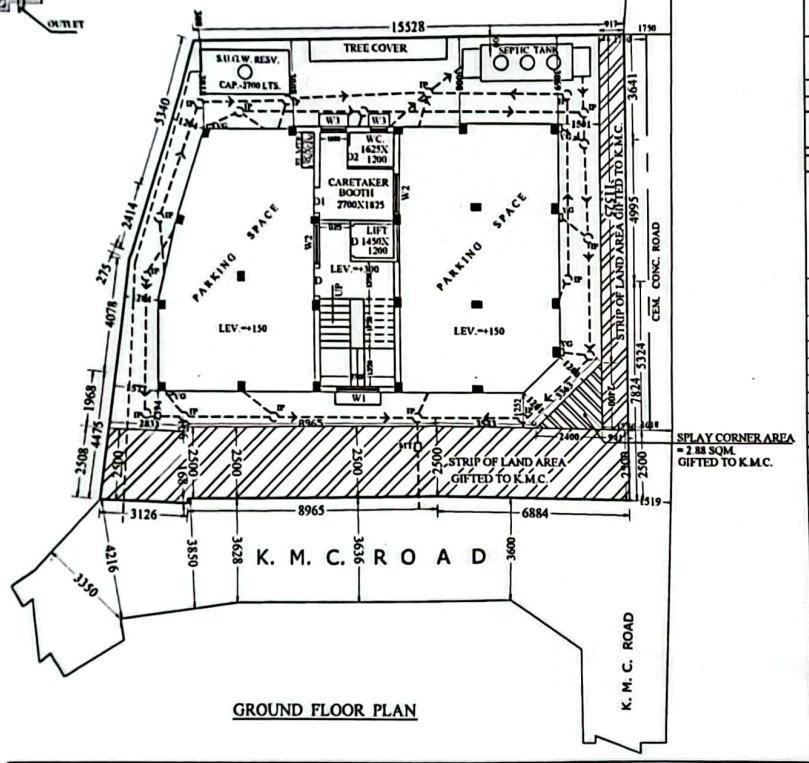 OUTLET
15528
917
1750
TREE COVER
SEPTIC TANK
S.U.G.W. RESV.
CAP.-2700 LTS.
5340
3641
W3
W3
WC.
1625X
1200
D2
CARETAKER
BOOTH
2700X1825
D1
W2
W2
LIFT
1450X
1200
D
LEV.=+300
D
UP
PARKING SPACE
PARKING SPACE
LEV.=+150
LEV.=+150
2414
275
4078
1968
4475
2508
4995
5324
7824
STRIP OF LAND AREA GIFTED TO K.M.C.
CEM. CONC. ROAD
W1
8965
2400
2500
2500
2500
2500
2500
2500
MT
STRIP OF LAND AREA
GIFTED TO K.M.C.
SPLAY CORNER AREA
= 2.88 SQM.
GIFTED TO K.M.C.
1519
3126
8965
6884
4216
3850
3628
3636
3600
3350
K. M. C. ROAD
K. M. C. ROAD
GROUND FLOOR PLAN